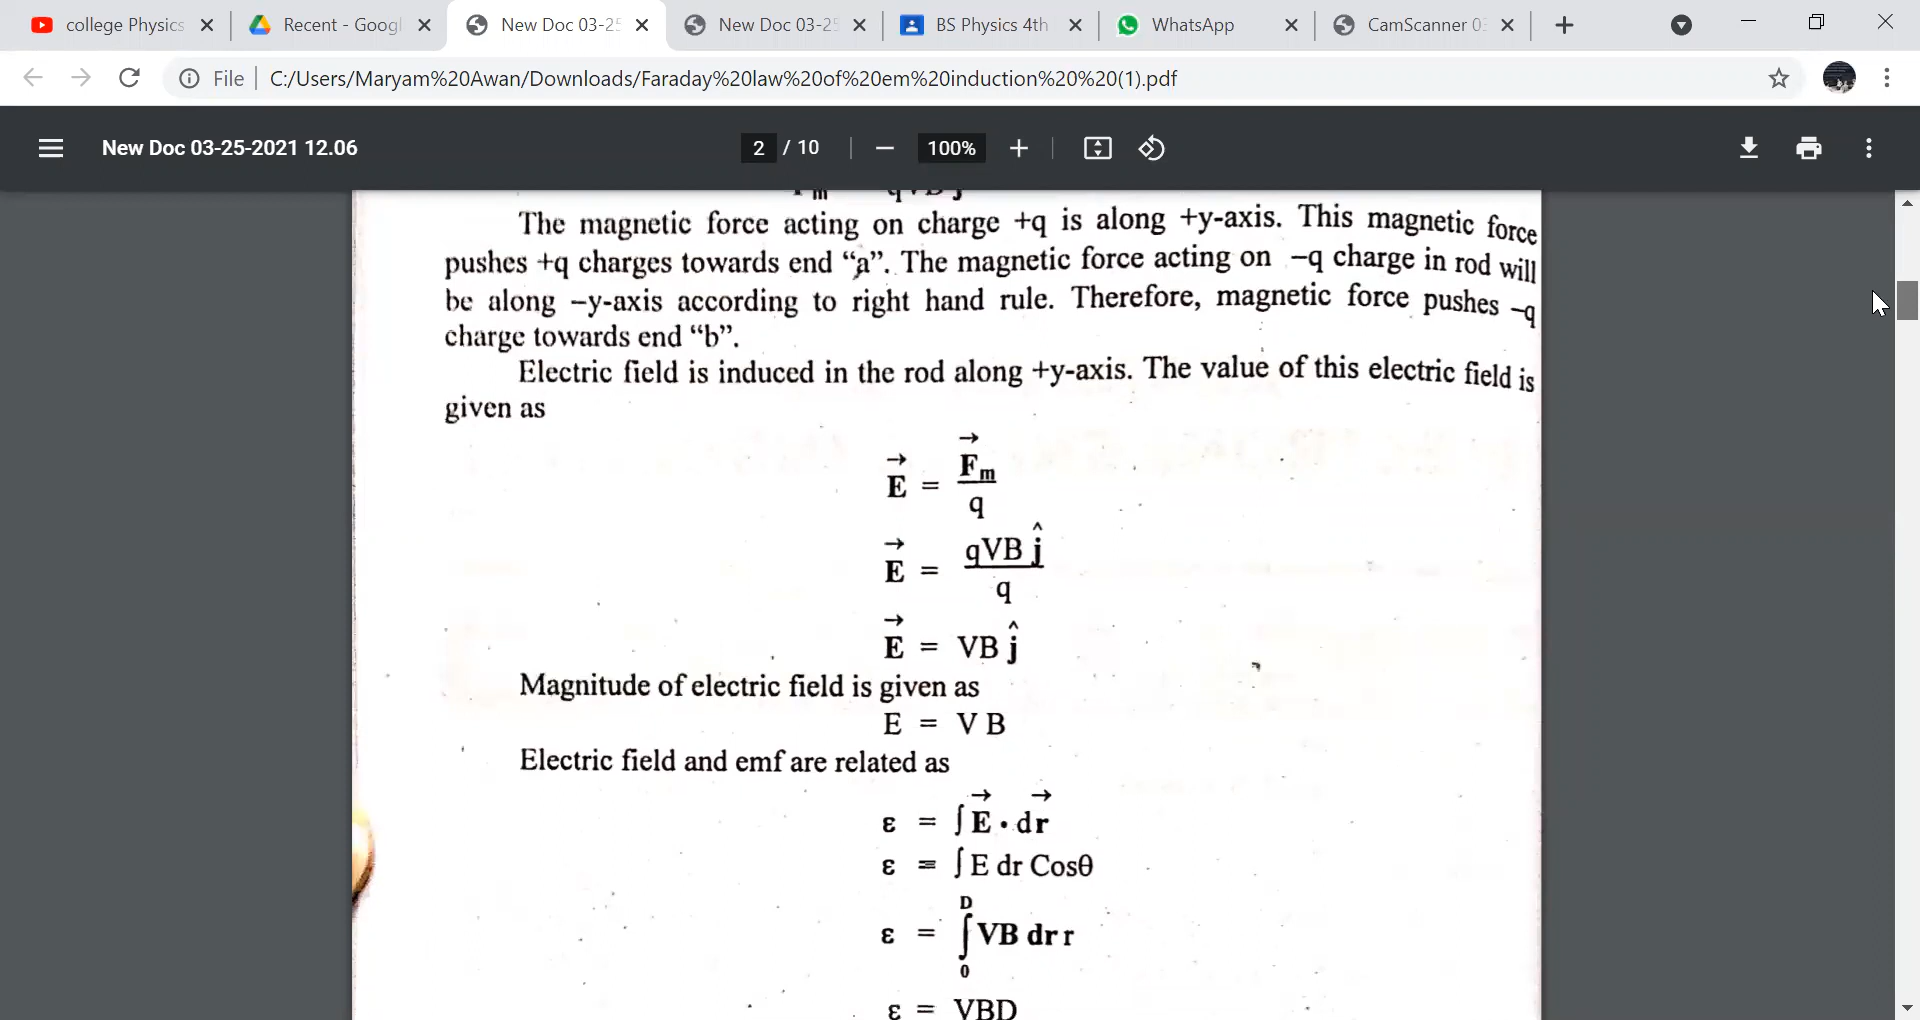 college Physics
Recent - Googl
New Doc 03-25
New Doc 03-25
BS Physics 4th
WhatsApp
CamScanner 03
File
C:/Users/Maryam%20Awan/Downloads/Faraday%20law%20of%20em%20induction%20%20(1).pdf
New Doc 03-25-2021 12.06
2 / 10
100%
The magnetic force acting on charge +q is along +y-axis. This magnetic force
pushes +q charges towards end “a”. The magnetic force acting on −q charge in rod will
be along −y-axis according to right hand rule. Therefore, magnetic force pushes −q
charge towards end “b”.
Electric field is induced in the rod along +y-axis. The value of this electric field is
given as
E⃗ = F⃗m / q
E⃗ = qVB ĵ / q
E⃗ = VB ĵ
Magnitude of electric field is given as
E = V B
Electric field and emf are related as
ε = ∫ E⃗ • dr⃗
ε = ∫ E dr Cosθ
ε = ∫₀ᴰ VB dr r
ε = VBD